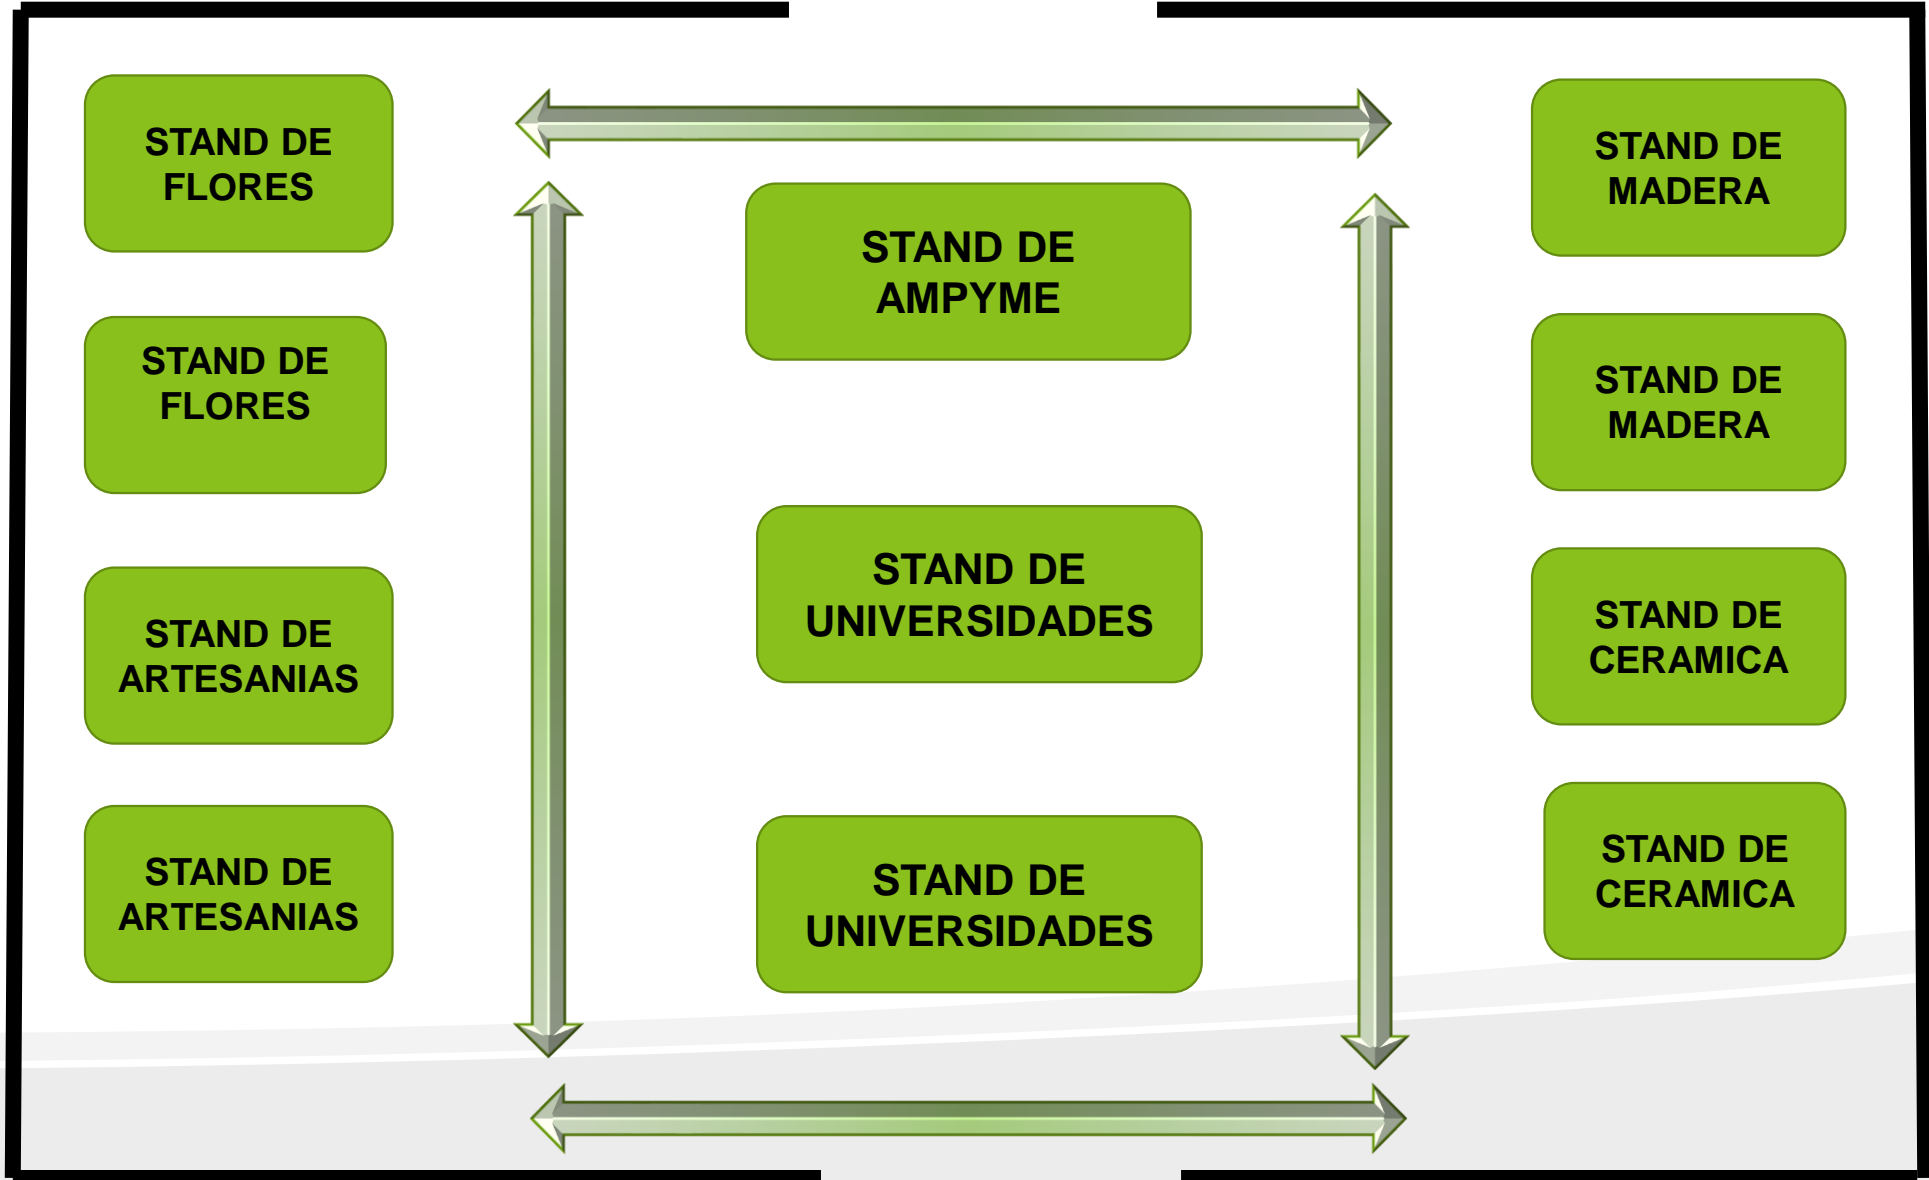 STAND DE
FLORES
STAND DE
FLORES
STAND DE
ARTESANIAS
STAND DE
ARTESANIAS
STAND DE
AMPYME
STAND DE
UNIVERSIDADES
STAND DE
UNIVERSIDADES
STAND DE
MADERA
STAND DE
MADERA
STAND DE
CERAMICA
STAND DE
CERAMICA